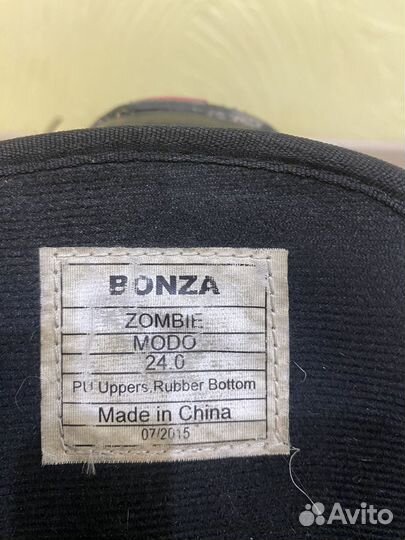 BONZA
ZOMBIE
MODO
24.0
PU Uppers.Rubber Bottom
Made in China
07/2015
Avito